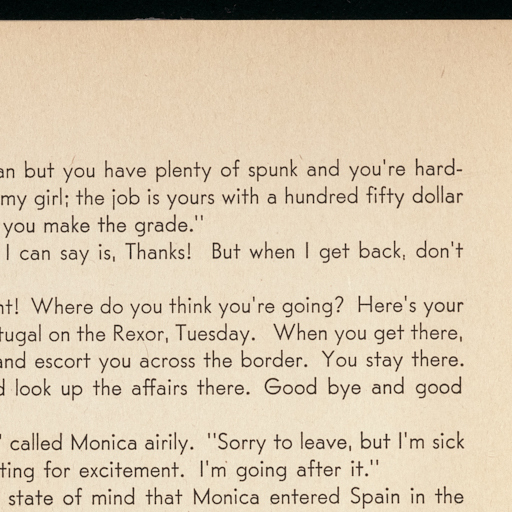 an but you have plenty of spunk and you're hard-
my girl; the job is yours with a hundred fifty dollar
you make the grade."
I can say is, Thanks! But when I get back, don't
nt! Where do you think you're going? Here's your
tugal on the Rexor, Tuesday. When you get there,
and escort you across the border. You stay there.
d look up the affairs there. Good bye and good
" called Monica airily. "Sorry to leave, but I'm sick
ting for excitement. I'm going after it."
state of mind that Monica entered Spain in the